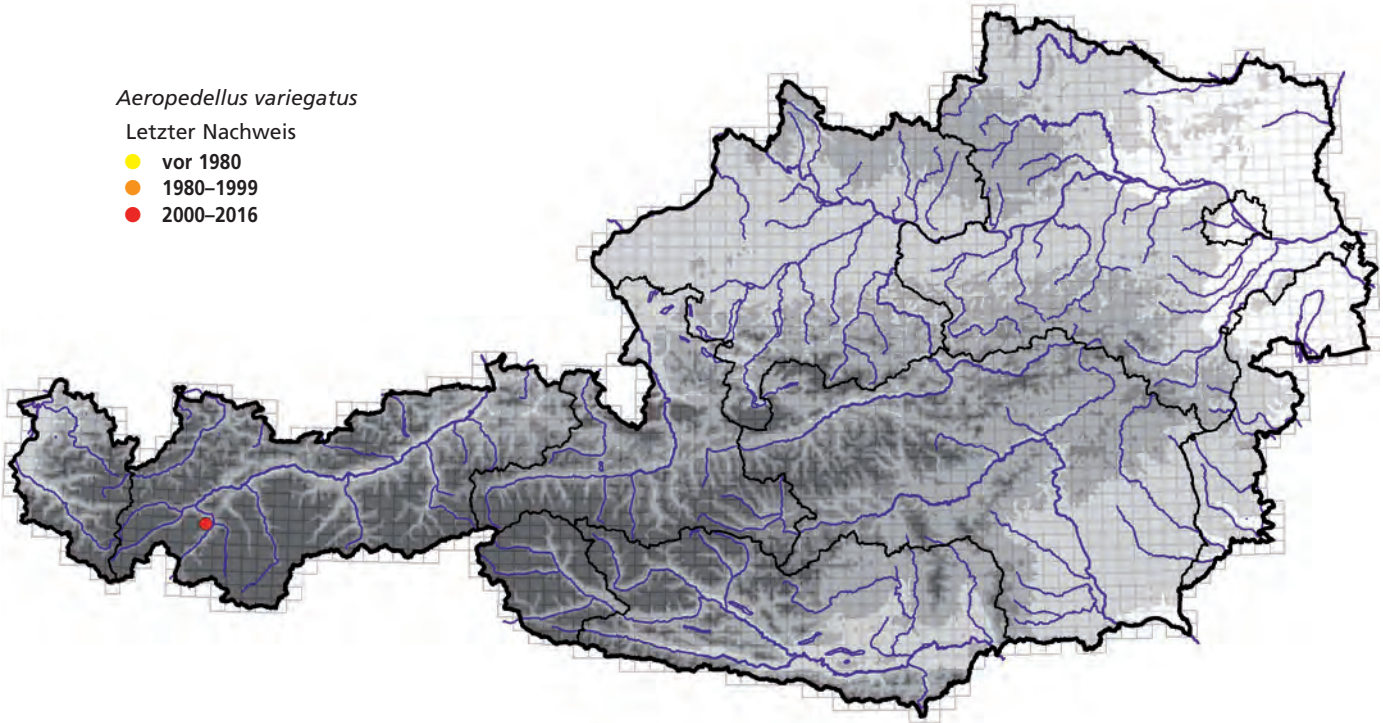 Aeropedellus variegatus
Letzter Nachweis
vor 1980
1980–1999
2000–2016